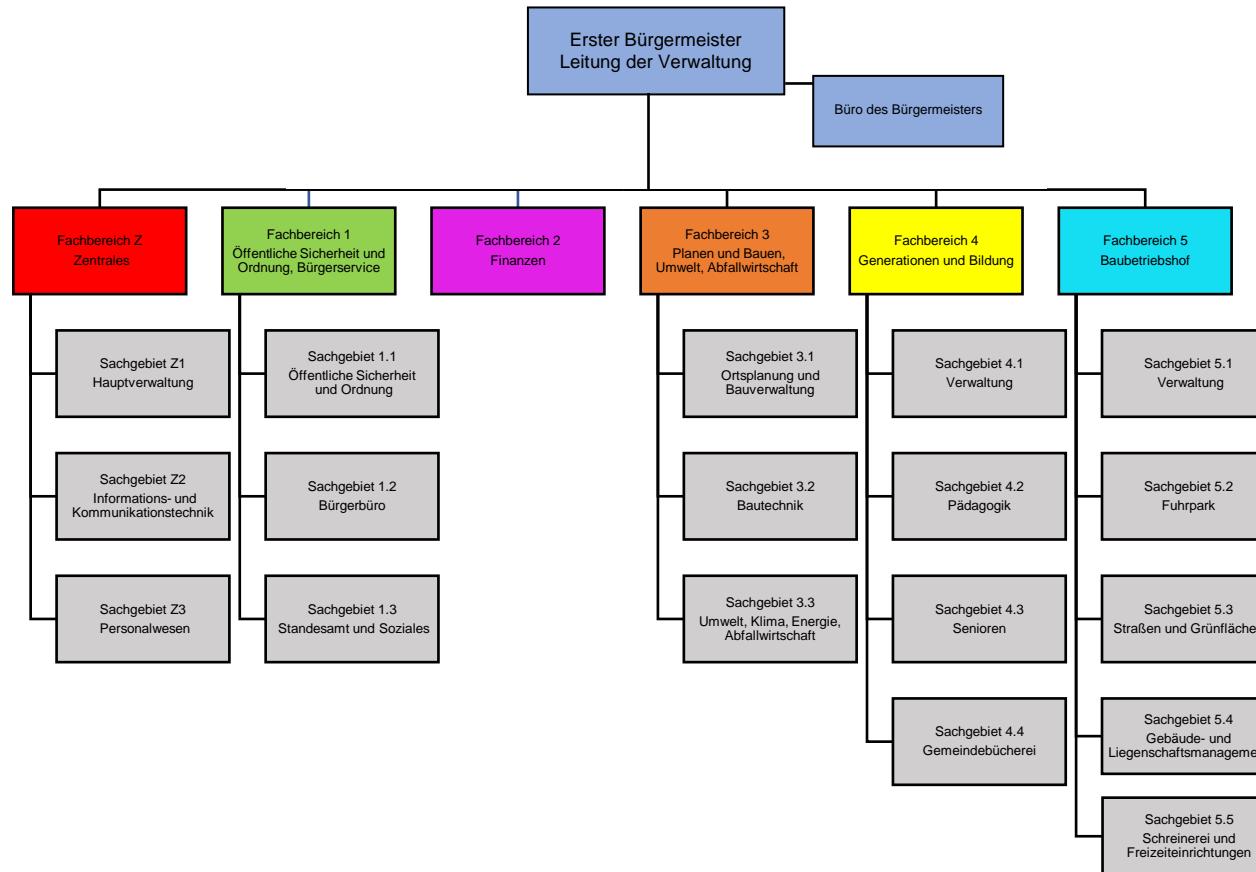 Erster Bürgermeister
Leitung der Verwaltung
Büro des Bürgermeisters
Fachbereich Z
Zentrales
Fachbereich 1
Öffentliche Sicherheit und
Ordnung, Bürgerservice
Fachbereich 2
Finanzen
Fachbereich 3
Planen und Bauen,
Umwelt, Abfallwirtschaft
Fachbereich 4
Generationen und Bildung
Fachbereich 5
Baubetriebshof
Sachgebiet Z1
Hauptverwaltung
Sachgebiet 1.1
Öffentliche Sicherheit
und Ordnung
Sachgebiet 3.1
Ortsplanung und
Bauverwaltung
Sachgebiet 4.1
Verwaltung
Sachgebiet 5.1
Verwaltung
Sachgebiet Z2
Informations- und
Kommunikationstechnik
Sachgebiet 1.2
Bürgerbüro
Sachgebiet 3.2
Bautechnik
Sachgebiet 4.2
Pädagogik
Sachgebiet 5.2
Fuhrpark
Sachgebiet Z3
Personalwesen
Sachgebiet 1.3
Standesamt und Soziales
Sachgebiet 3.3
Umwelt, Klima, Energie,
Abfallwirtschaft
Sachgebiet 4.3
Senioren
Sachgebiet 5.3
Straßen und Grünfläche
Sachgebiet 4.4
Gemeindebücherei
Sachgebiet 5.4
Gebäude- und
Liegenschaftsmanageme
Sachgebiet 5.5
Schreinerei und
Freizeiteinrichtungen